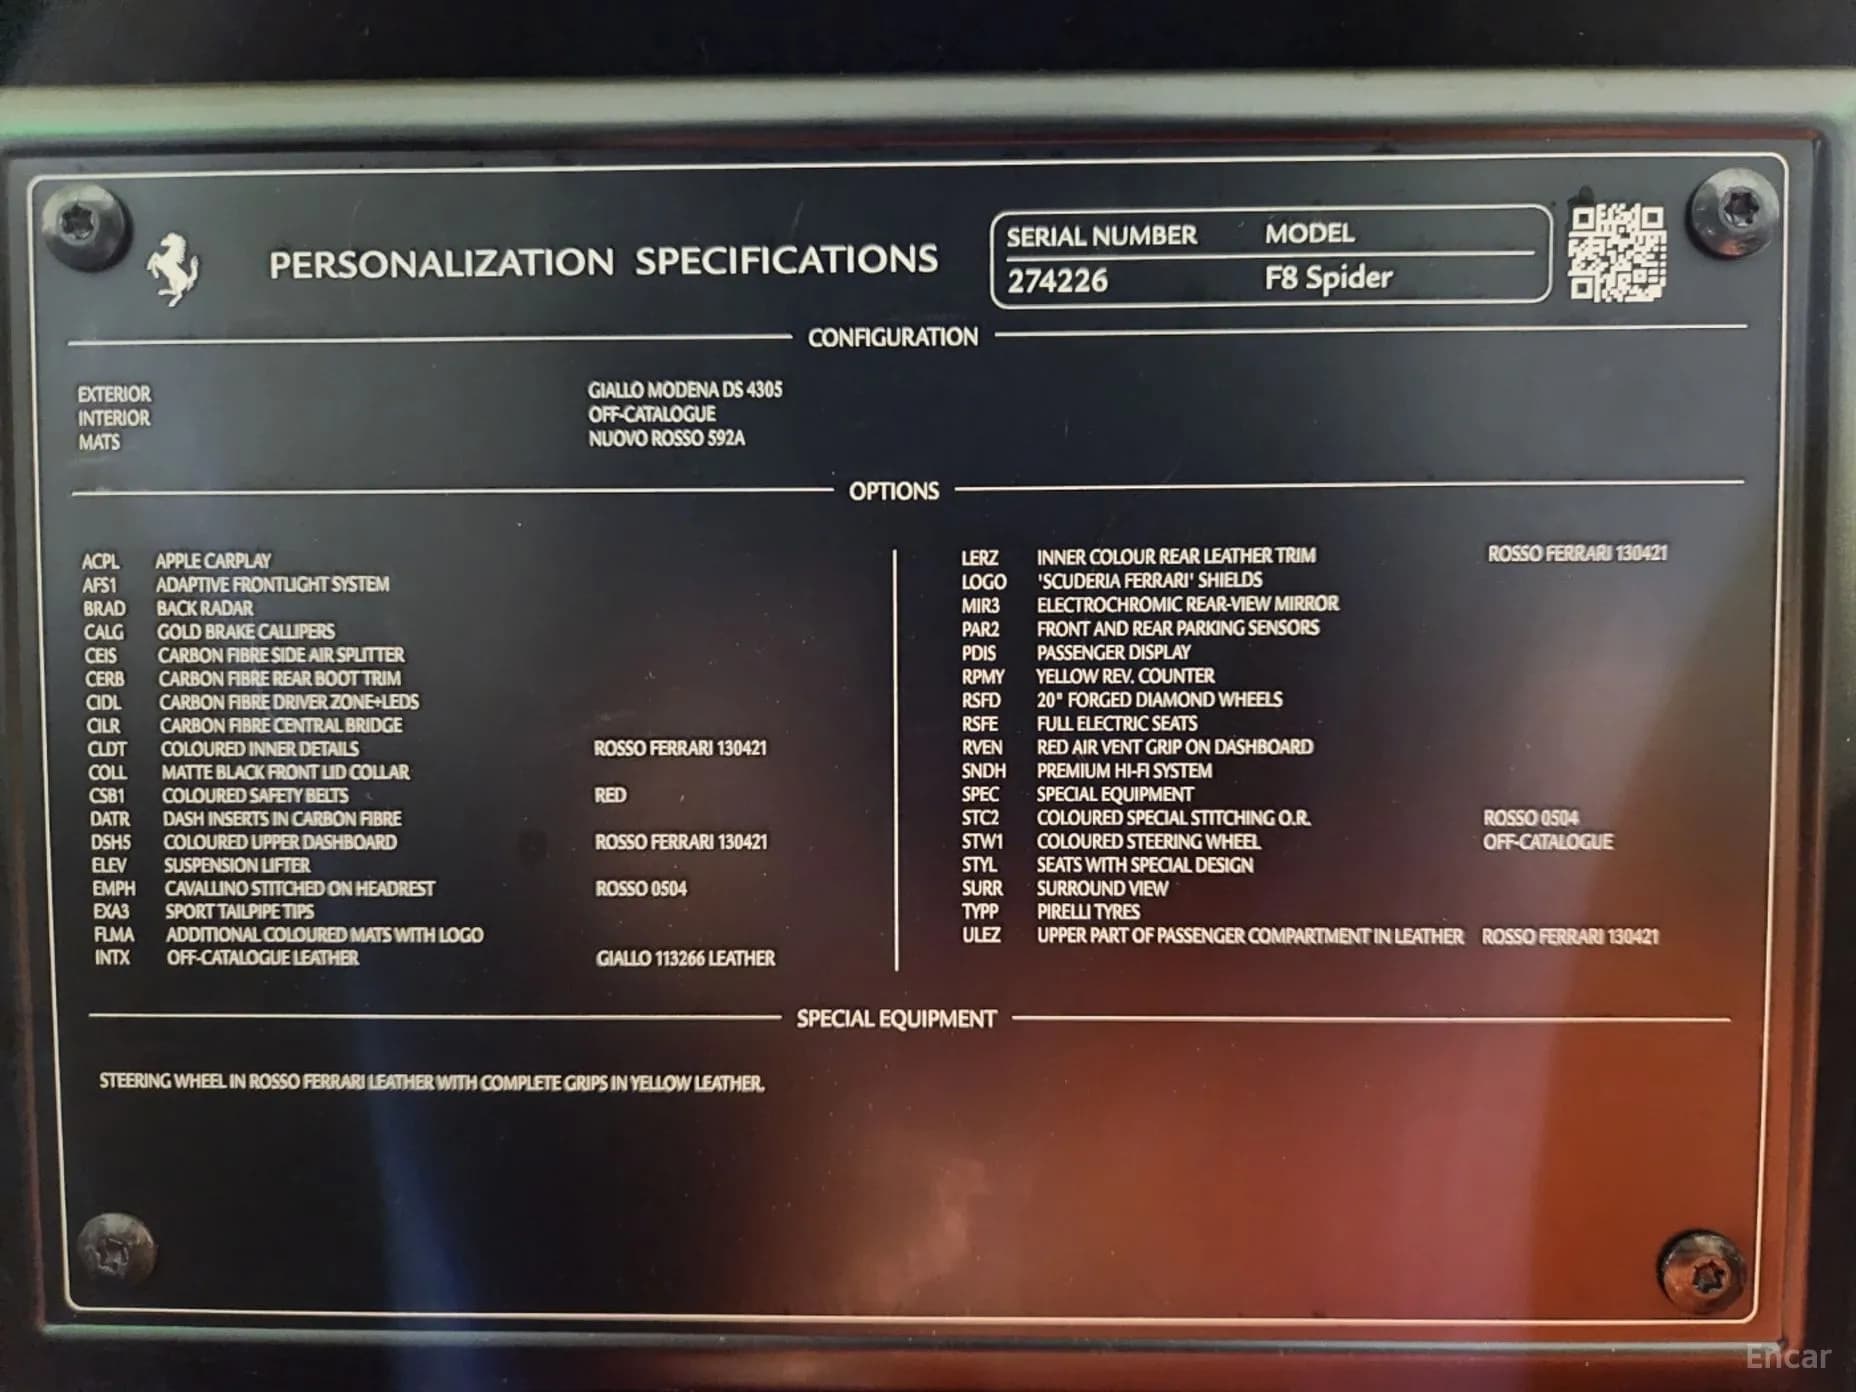 PERSONALIZATION SPECIFICATIONS
SERIAL NUMBER MODEL
274226 F8 Spider
CONFIGURATION
EXTERIOR GIALLO MODENA DS 4305
INTERIOR OFF-CATALOGUE
MATS NUOVO ROSSO 592A
OPTIONS
ACPL APPLE CARPLAY
AFS1 ADAPTIVE FRONTLIGHT SYSTEM
BRAD BACK RADAR
CALG GOLD BRAKE CALLIPERS
CEIS CARBON FIBRE SIDE AIR SPLITTER
CERB CARBON FIBRE REAR BOOT TRIM
CIDL CARBON FIBRE DRIVER ZONE+LEDS
CILR CARBON FIBRE CENTRAL BRIDGE
CLDT COLOURED INNER DETAILS ROSSO FERRARI 130421
COLL MATTE BLACK FRONT LID COLLAR
CSB1 COLOURED SAFETY BELTS RED
DATR DASH INSERTS IN CARBON FIBRE
DSH5 COLOURED UPPER DASHBOARD ROSSO FERRARI 130421
ELEV SUSPENSION LIFTER
EMPH CAVALLINO STITCHED ON HEADREST ROSSO 0504
EXA3 SPORT TAILPIPE TIPS
FLMA ADDITIONAL COLOURED MATS WITH LOGO
INTX OFF-CATALOGUE LEATHER GIALLO 113266 LEATHER
LERZ INNER COLOUR REAR LEATHER TRIM ROSSO FERRARI 130421
LOGO 'SCUDERIA FERRARI' SHIELDS
MIR3 ELECTROCHROMIC REAR-VIEW MIRROR
PAR2 FRONT AND REAR PARKING SENSORS
PDIS PASSENGER DISPLAY
RPMY YELLOW REV. COUNTER
RSFD 20" FORGED DIAMOND WHEELS
RSFE FULL ELECTRIC SEATS
RVEN RED AIR VENT GRIP ON DASHBOARD
SNDH PREMIUM HI-FI SYSTEM
SPEC SPECIAL EQUIPMENT
STC2 COLOURED SPECIAL STITCHING O.R. ROSSO 0504
STW1 COLOURED STEERING WHEEL OFF-CATALOGUE
STYL SEATS WITH SPECIAL DESIGN
SURR SURROUND VIEW
TYPP PIRELLI TYRES
ULEZ UPPER PART OF PASSENGER COMPARTMENT IN LEATHER ROSSO FERRARI 130421
SPECIAL EQUIPMENT
STEERING WHEEL IN ROSSO FERRARI LEATHER WITH COMPLETE GRIPS IN YELLOW LEATHER.
Encar